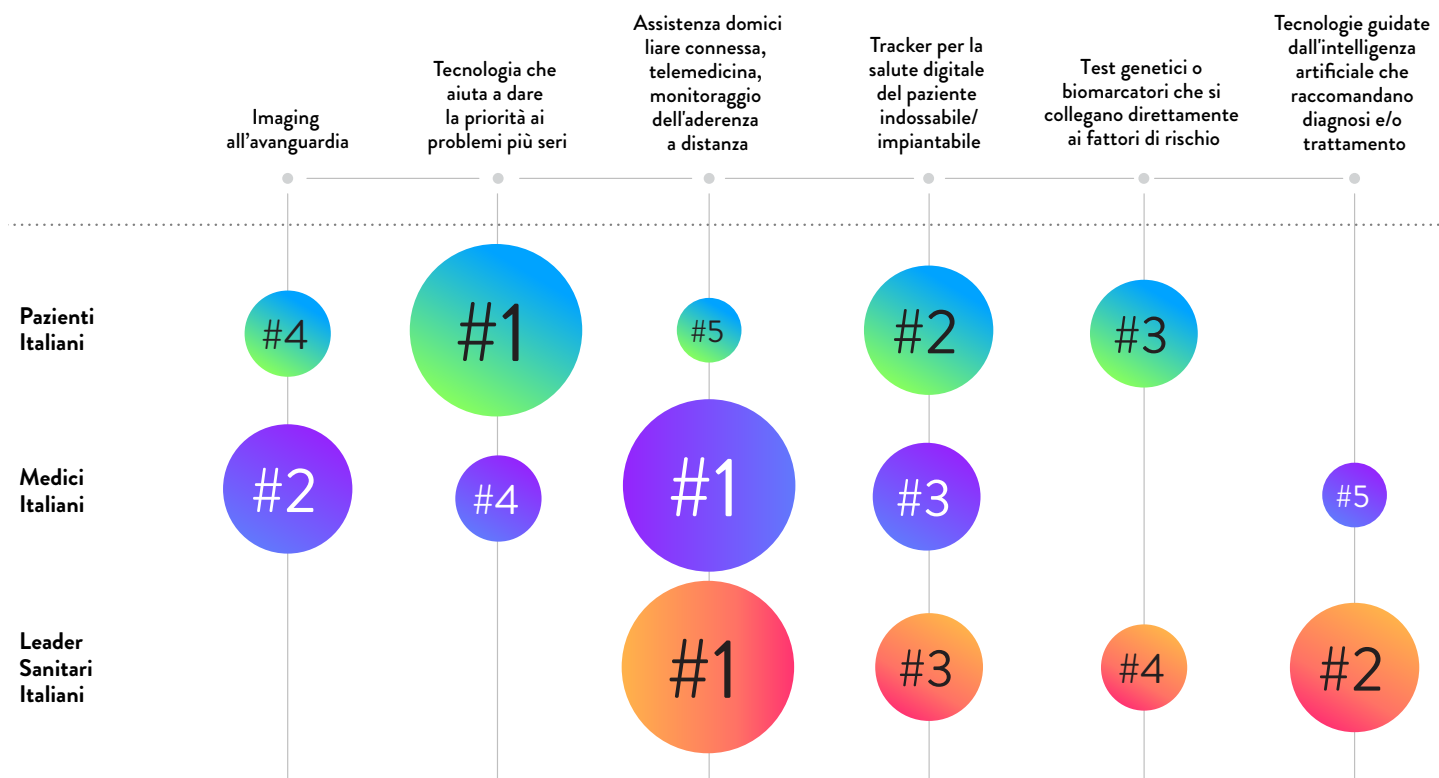 Imaging
all'avanguardia
Tecnologia che
aiuta a dare
la priorità ai
problemi più seri
Assistenza domici
liare connessa,
telemedicina,
monitoraggio
dell'aderenza
a distanza
Tracker per la
salute digitale
del paziente
indossabile/
impiantabile
Test genetici o
biomarcatori che si
collegano direttamente
ai fattori di rischio
Tecnologie guidate
dall'intelligenza
artificiale che
raccomandano
diagnosi e/o
trattamento
Pazienti
Italiani
#4
#1
#5
#2
#3
Medici
Italiani
#2
#4
#1
#3
#5
Leader
Sanitari
Italiani
#1
#3
#4
#2